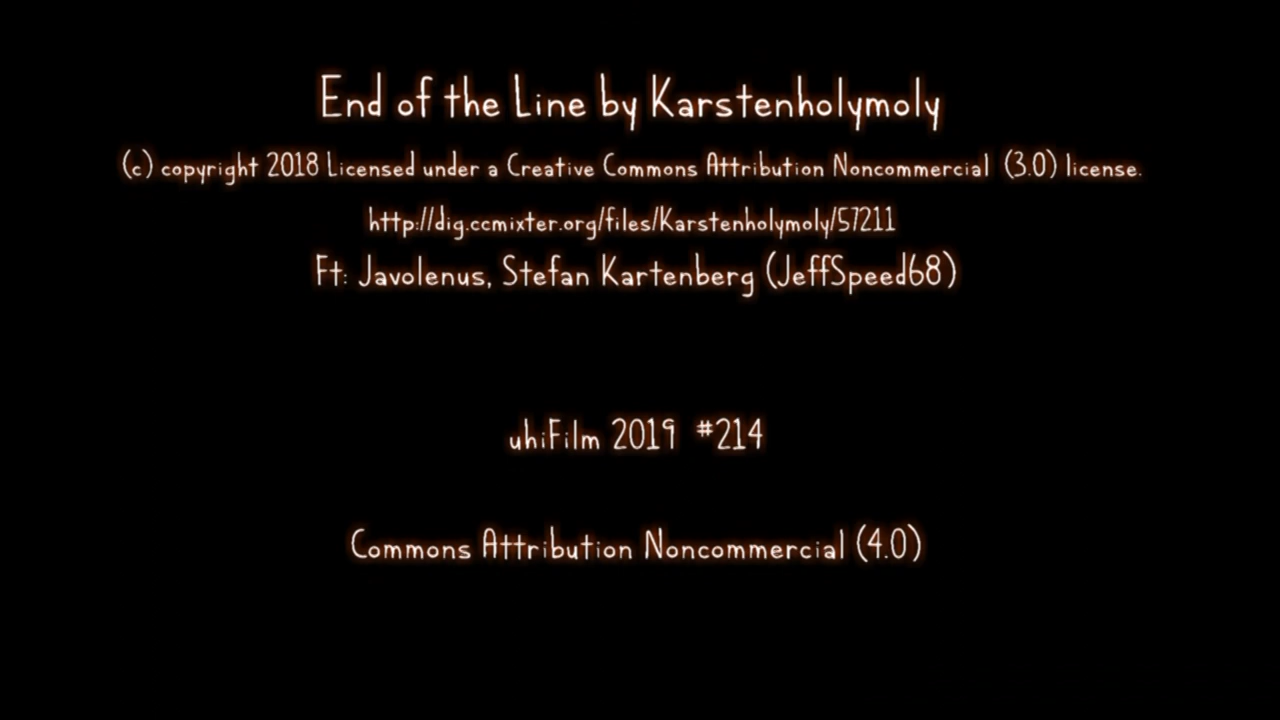 End of the Line by Karstenholymoly
(c) copyright 2018 Licensed under a Creative Commons Attribution Noncommercial (3.0) license.
http://dig.ccmixter.org/files/Karstenholymoly/57211
Ft: Javolenus, Stefan Kartenberg (JeffSpeed68)
uhiFilm 2019 #214
Commons Attribution Noncommercial (4.0)